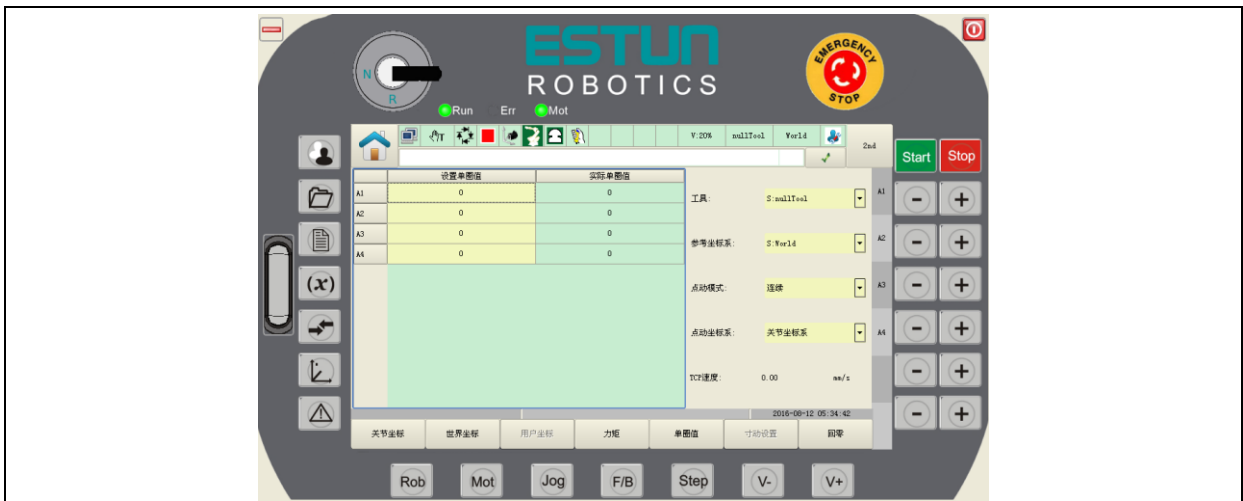 ESTUN
ROBOTICS
EMERGENCY
STOP
N
R
Run Err Mot
T V:20% nullTool World 2nd
Start Stop
设置单圈值 实际单圈值
A1 0 0
A2 0 0
A3 0 0
A4 0 0
工具: S:nullTool
参考坐标系: S:World
点动模式: 连续
点动坐标系: 关节坐标系
TCP速度: 0.00 mm/s
A1 - +
A2 - +
A3 - +
A4 - +
- +
- +
(x)
2016-08-12 05:34:42
关节坐标 世界坐标 用户坐标 力矩 单圈值 寸动设置 回零
Rob Mot Jog F/B Step V- V+